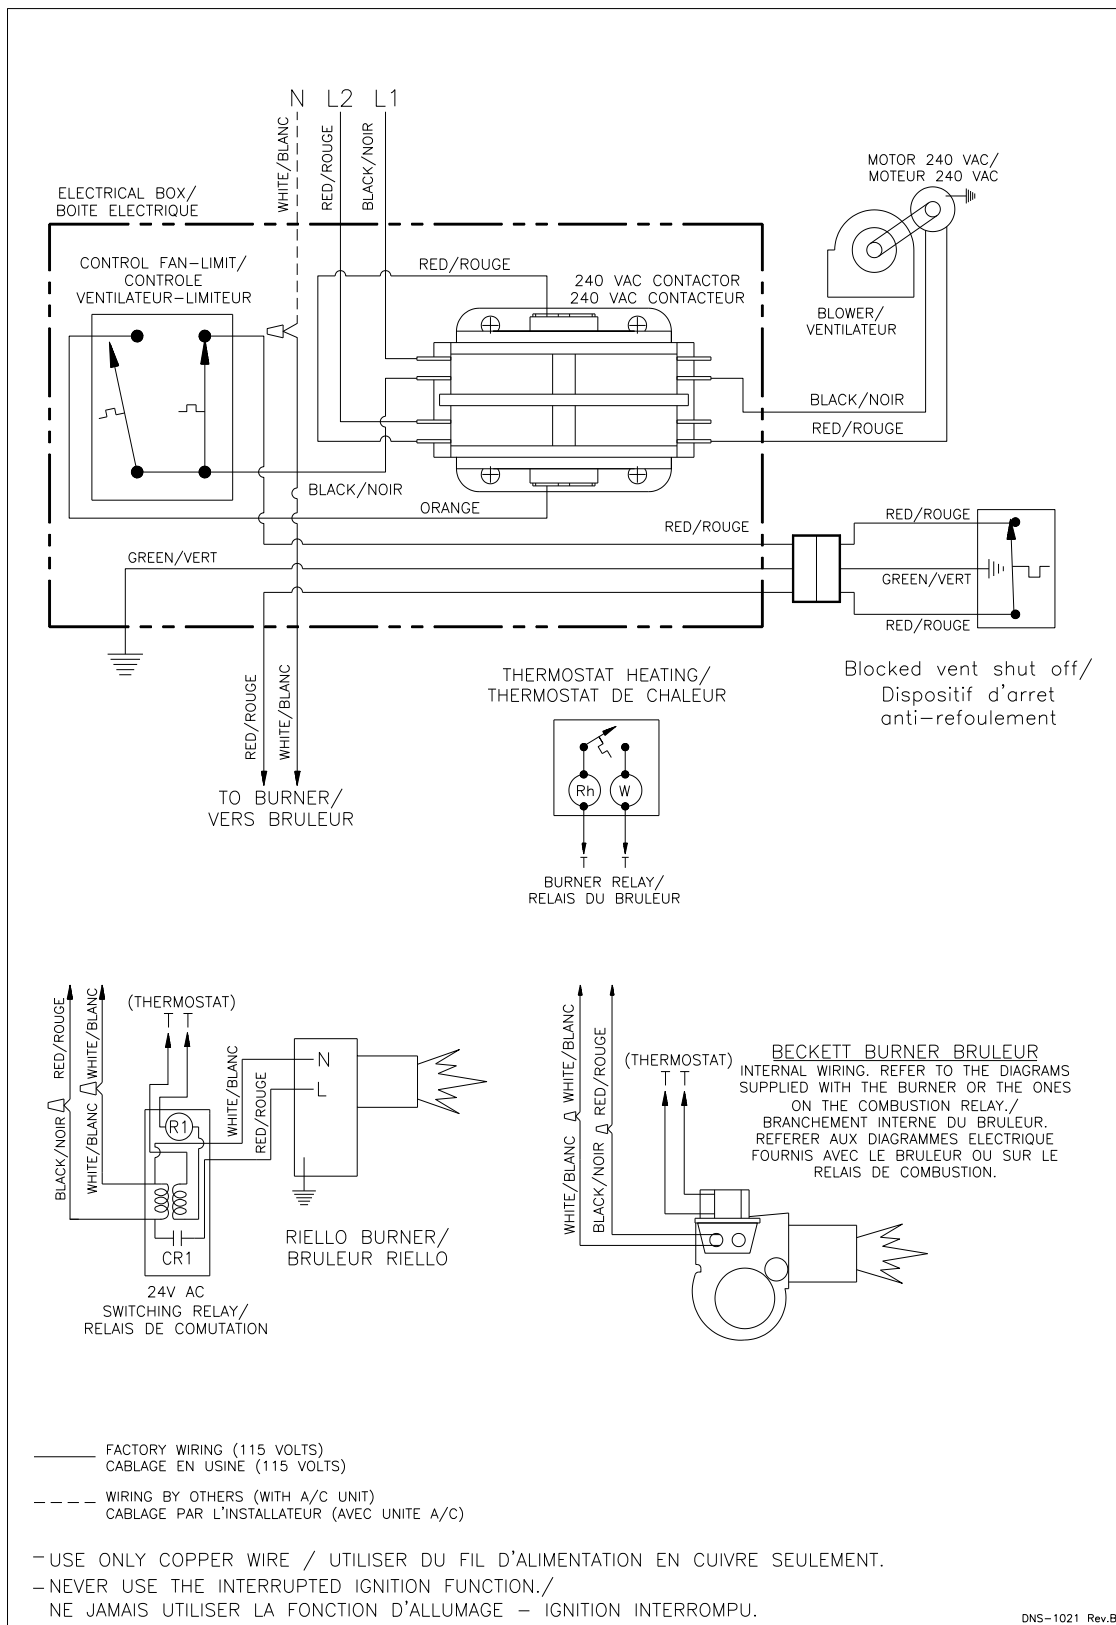 N L2 L1
WHITE/BLANC
RED/ROUGE
BLACK/NOIR
MOTOR 240 VAC/
MOTEUR 240 VAC
ELECTRICAL BOX/
BOITE ELECTRIQUE
CONTROL FAN-LIMIT/
CONTROLE
VENTILATEUR-LIMITEUR
RED/ROUGE
240 VAC CONTACTOR
240 VAC CONTACTEUR
BLOWER/
VENTILATEUR
BLACK/NOIR
RED/ROUGE
BLACK/NOIR
ORANGE
RED/ROUGE
RED/ROUGE
GREEN/VERT
GREEN/VERT
RED/ROUGE
Blocked vent shut off/
Dispositif d'arret
anti-refoulement
RED/ROUGE
WHITE/BLANC
TO BURNER/
VERS BRULEUR
THERMOSTAT HEATING/
THERMOSTAT DE CHALEUR
Rh W
T T
BURNER RELAY/
RELAIS DU BRULEUR
RED/ROUGE
WHITE/BLANC
BLACK/NOIR
WHITE/BLANC
(THERMOSTAT)
T T
R1
CR1
WHITE/BLANC
RED/ROUGE
N
L
24V AC
SWITCHING RELAY/
RELAIS DE COMUTATION
RIELLO BURNER/
BRULEUR RIELLO
WHITE/BLANC
RED/ROUGE
WHITE/BLANC
BLACK/NOIR
(THERMOSTAT)
T T
BECKETT BURNER BRULEUR
INTERNAL WIRING. REFER TO THE DIAGRAMS
SUPPLIED WITH THE BURNER OR THE ONES
ON THE COMBUSTION RELAY./
BRANCHEMENT INTERNE DU BRULEUR.
REFERER AUX DIAGRAMMES ELECTRIQUE
FOURNIS AVEC LE BRULEUR OU SUR LE
RELAIS DE COMBUSTION.
FACTORY WIRING (115 VOLTS)
CABLAGE EN USINE (115 VOLTS)
WIRING BY OTHERS (WITH A/C UNIT)
CABLAGE PAR L'INSTALLATEUR (AVEC UNITE A/C)
- USE ONLY COPPER WIRE / UTILISER DU FIL D'ALIMENTATION EN CUIVRE SEULEMENT.
- NEVER USE THE INTERRUPTED IGNITION FUNCTION./
NE JAMAIS UTILISER LA FONCTION D'ALLUMAGE - IGNITION INTERROMPU.
DNS-1021 Rev.B